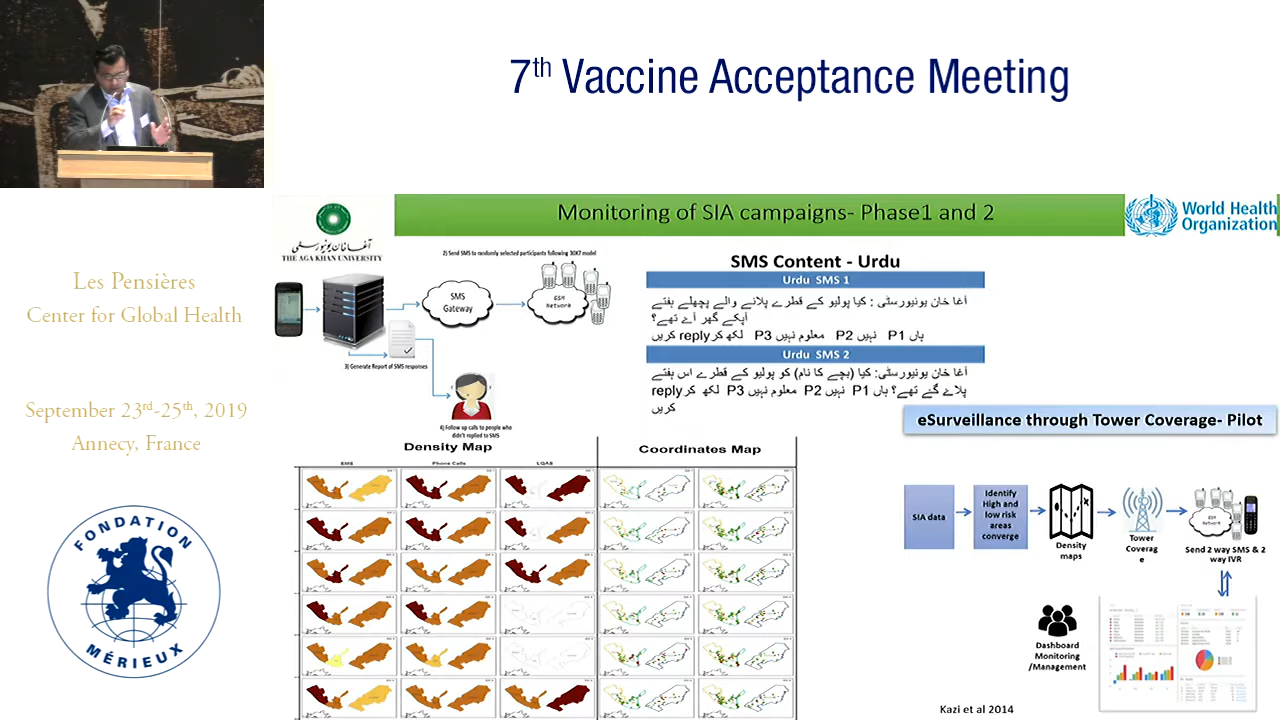 7th Vaccine Acceptance Meeting
Les Pensières
Center for Global Health
September 23rd-25th, 2019
Annecy, France
FONDATION
MÉRIEUX
آغا خان یونیورسٹی
THE AGA KHAN UNIVERSITY
Monitoring of SIA campaigns- Phase1 and 2
World Health
Organization
2) Send SMS to randomly selected participants following 30X7 model
SMS
Gateway
GSM
Network
3) Generate Report of SMS responses
4) Follow up calls to people who
didn't replied to SMS
SMS Content - Urdu
Urdu SMS 1
آغا خان یونیورسٹی : کیا پولیو کے قطرے پلانے والے پچھلے ہفتے
آپکے گھر آے تھے؟
ہاں P1 نہیں P2 معلوم نہیں P3 لکھ کر reply کریں
Urdu SMS 2
آغا خان یونیورسٹی: کیا (بچے کا نام) کو پولیو کے قطرے اس ہفتے
پلاۓ گئے تھے؟ ہاں P1 نہیں P2 معلوم نہیں P3 لکھ کر reply
کریں
Density Map
Coordinates Map
SMS
Phone Calls
LQAS
eSurveillance through Tower Coverage- Pilot
SIA data
Identify
High and
low risk
areas
converge
Density
maps
Tower
Coverag
e
GSM
Network
Send 2 way SMS & 2
way IVR
Dashboard
Monitoring
/Management
Kazi et al 2014